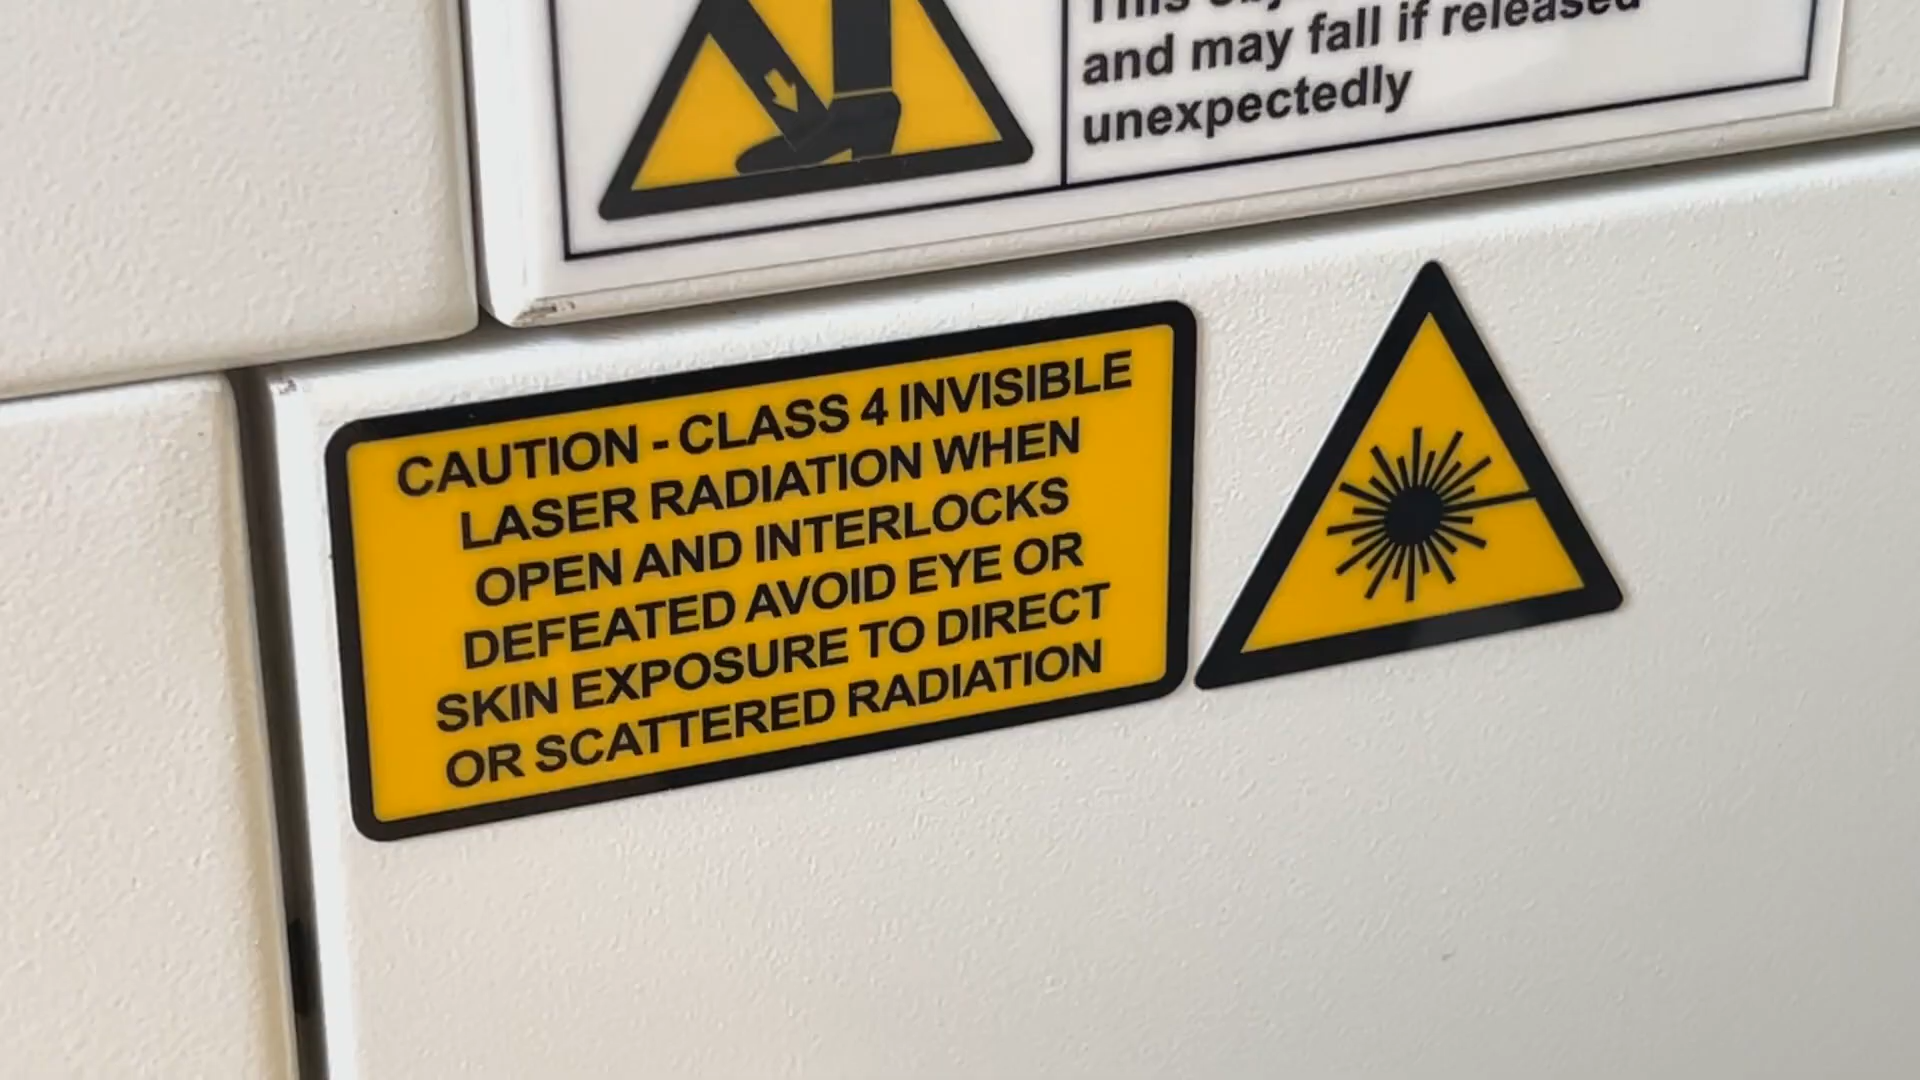 This
and may fall if released
unexpectedly
CAUTION - CLASS 4 INVISIBLE
LASER RADIATION WHEN
OPEN AND INTERLOCKS
DEFEATED AVOID EYE OR
SKIN EXPOSURE TO DIRECT
OR SCATTERED RADIATION